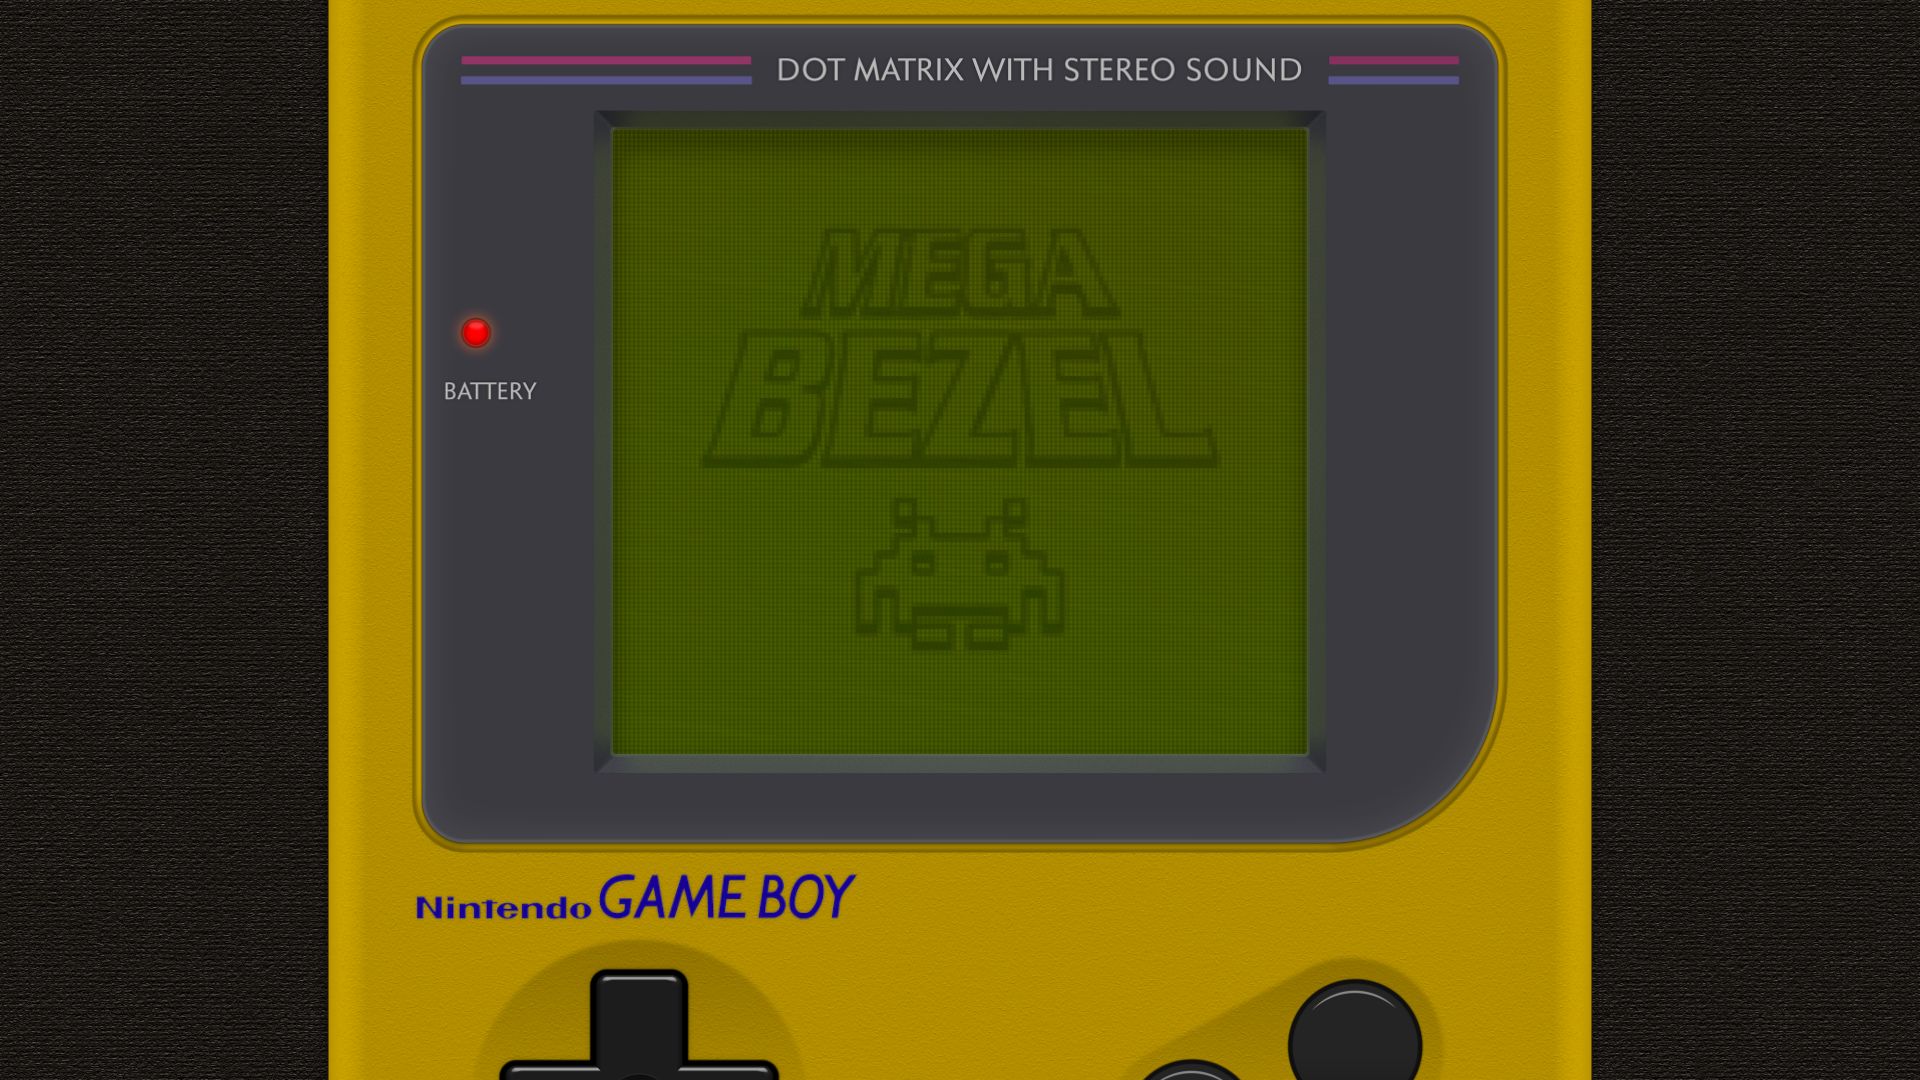 DOT MATRIX WITH STEREO SOUND
MEGA
BEZEL
BATTERY
Nintendo GAME BOY